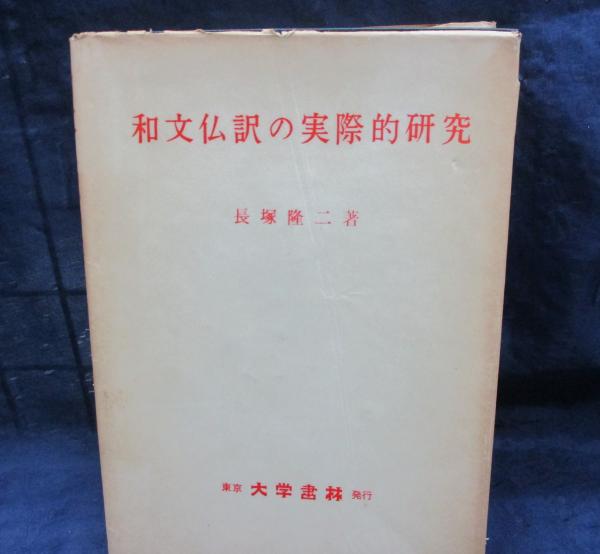 和文仏訳の実際的研究
長塚隆二著
東京 大学書林 発行